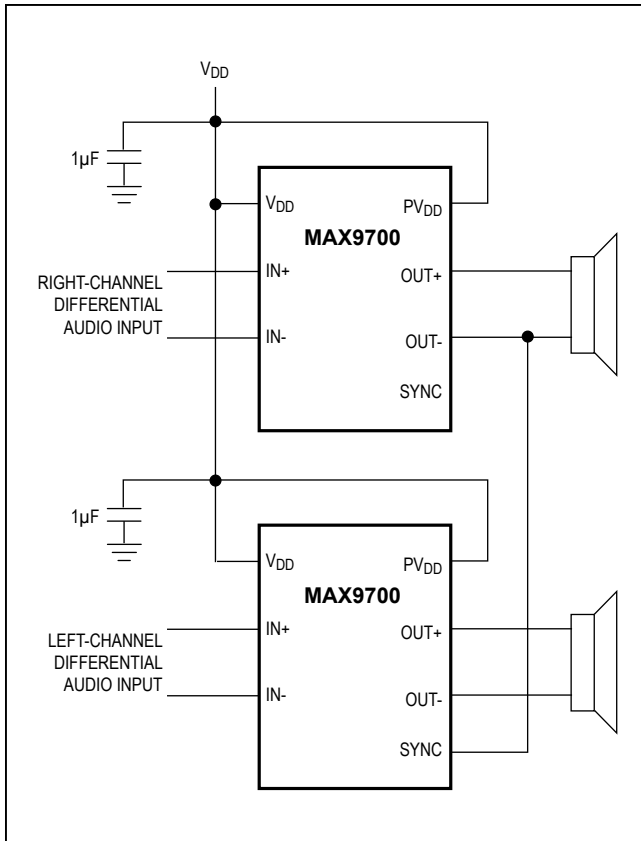 VDD
1µF
VDD
PVDD
MAX9700
IN+
OUT+
RIGHT-CHANNEL
DIFFERENTIAL
AUDIO INPUT
IN-
OUT-
SYNC
1µF
VDD
PVDD
MAX9700
IN+
OUT+
LEFT-CHANNEL
DIFFERENTIAL
AUDIO INPUT
IN-
OUT-
SYNC